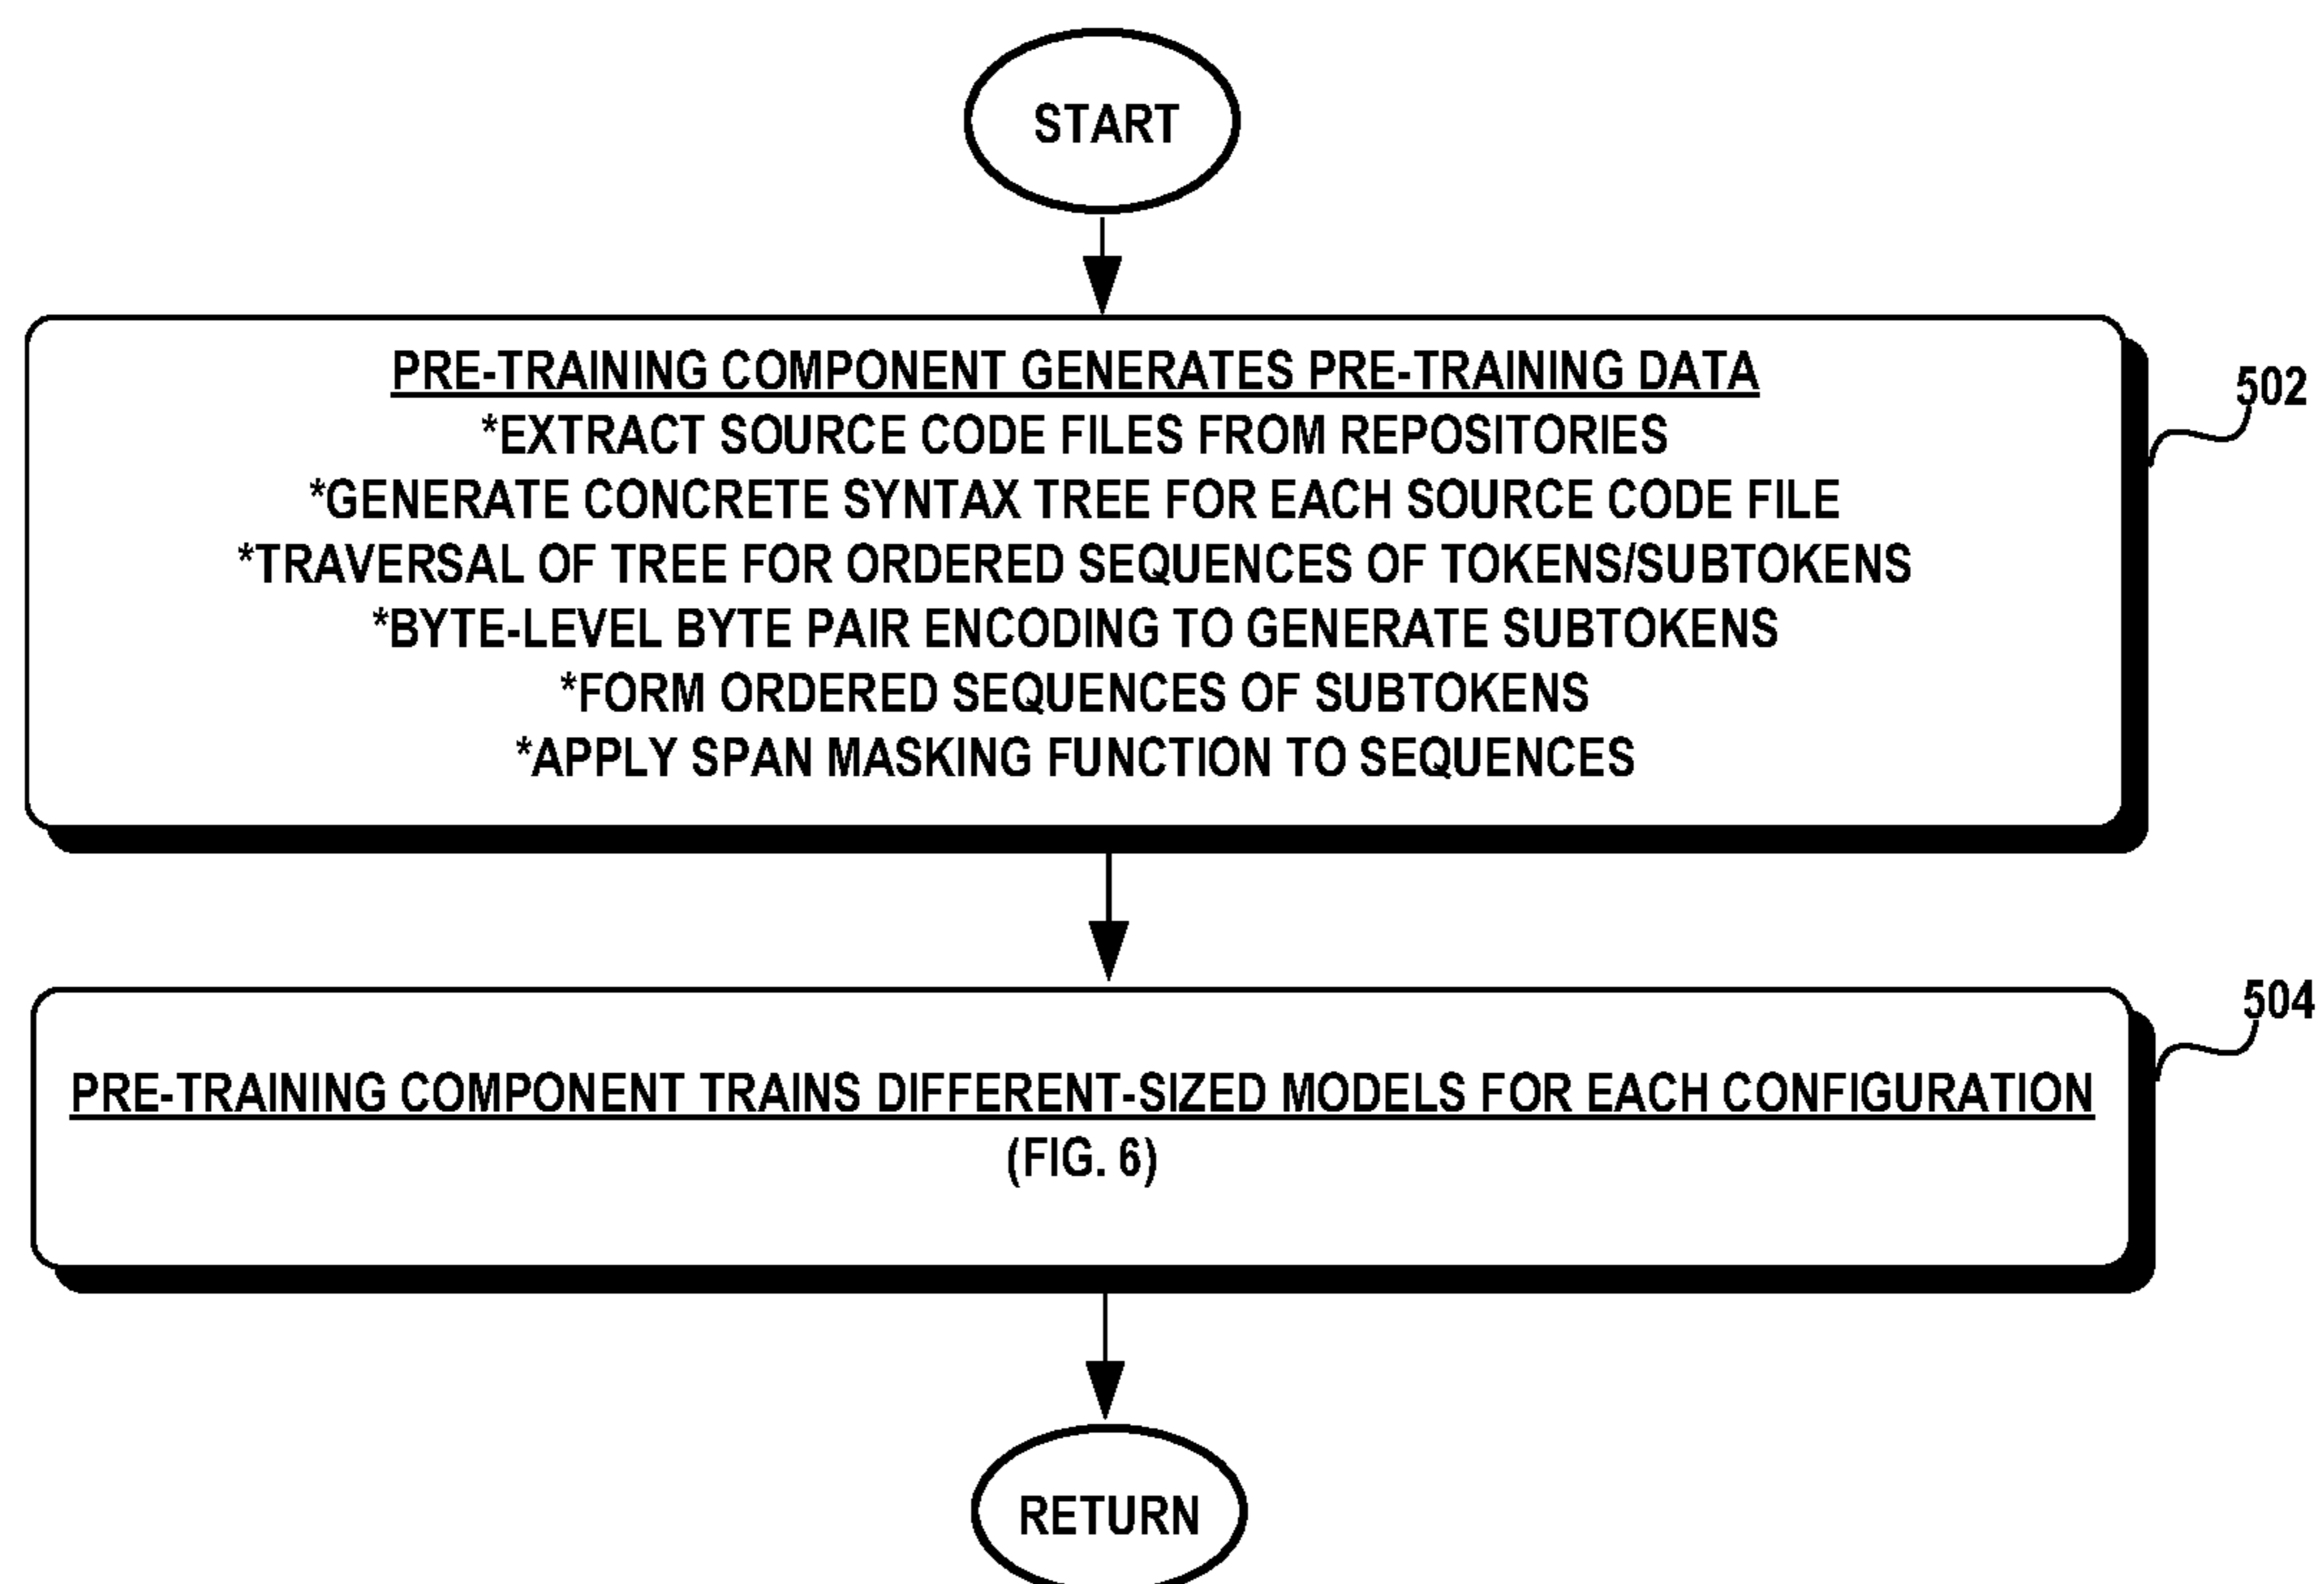 START
PRE-TRAINING COMPONENT GENERATES PRE-TRAINING DATA
502
*EXTRACT SOURCE CODE FILES FROM REPOSITORIES
*GENERATE CONCRETE SYNTAX TREE FOR EACH SOURCE CODE FILE
*TRAVERSAL OF TREE FOR ORDERED SEQUENCES OF TOKENS/SUBTOKENS
*BYTE-LEVEL BYTE PAIR ENCODING TO GENERATE SUBTOKENS
*FORM ORDERED SEQUENCES OF SUBTOKENS
*APPLY SPAN MASKING FUNCTION TO SEQUENCES
504
PRE-TRAINING COMPONENT TRAINS DIFFERENT-SIZED MODELS FOR EACH CONFIGURATION
(FIG. 6)
RETURN